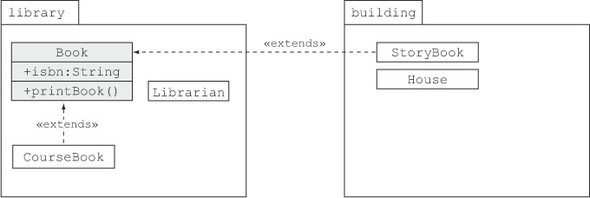 library
building
Book
+isbn:String
+printBook()
Librarian
«extends»
CourseBook
«extends»
StoryBook
House